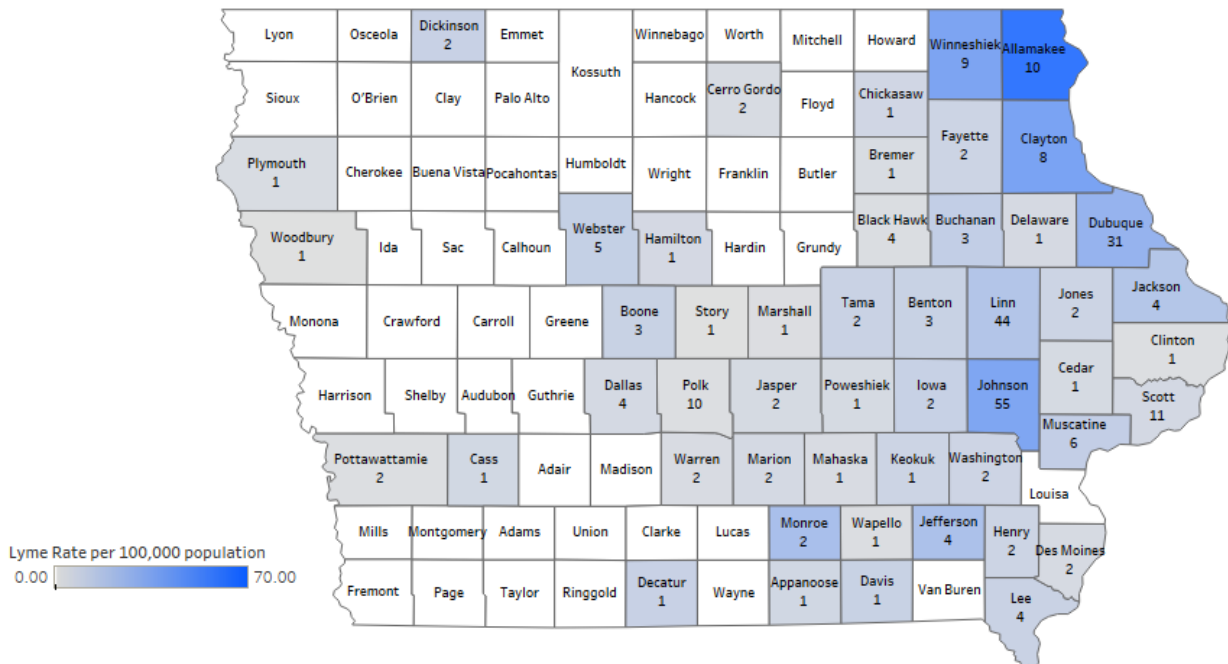 Lyon
Osceola
Dickinson
2
Emmet
Winnebago
Worth
Mitchell
Howard
Winneshiek
9
Allamakee
10
Kossuth
Sioux
O'Brien
Clay
Palo Alto
Hancock
Cerro Gordo
2
Floyd
Chickasaw
1
Fayette
2
Clayton
8
Plymouth
1
Cherokee
Buena Vista
Pocahontas
Humboldt
Wright
Franklin
Butler
Bremer
1
Woodbury
1
Ida
Sac
Calhoun
Webster
5
Hamilton
1
Hardin
Grundy
Black Hawk
4
Buchanan
3
Delaware
1
Dubuque
31
Monona
Crawford
Carroll
Greene
Boone
3
Story
1
Marshall
1
Tama
2
Benton
3
Linn
44
Jones
2
Jackson
4
Clinton
1
Harrison
Shelby
Audubon
Guthrie
Dallas
4
Polk
10
Jasper
2
Poweshiek
1
Iowa
2
Johnson
55
Cedar
1
Scott
11
Muscatine
6
Pottawattamie
2
Cass
1
Adair
Madison
Warren
2
Marion
2
Mahaska
1
Keokuk
1
Washington
2
Louisa
Mills
Montgomery
Adams
Union
Clarke
Lucas
Monroe
2
Wapello
1
Jefferson
4
Henry
2
Des Moines
2
Lyme Rate per 100,000 population
0.00
70.00
Fremont
Page
Taylor
Ringgold
Decatur
1
Wayne
Appanoose
1
Davis
1
Van Buren
Lee
4